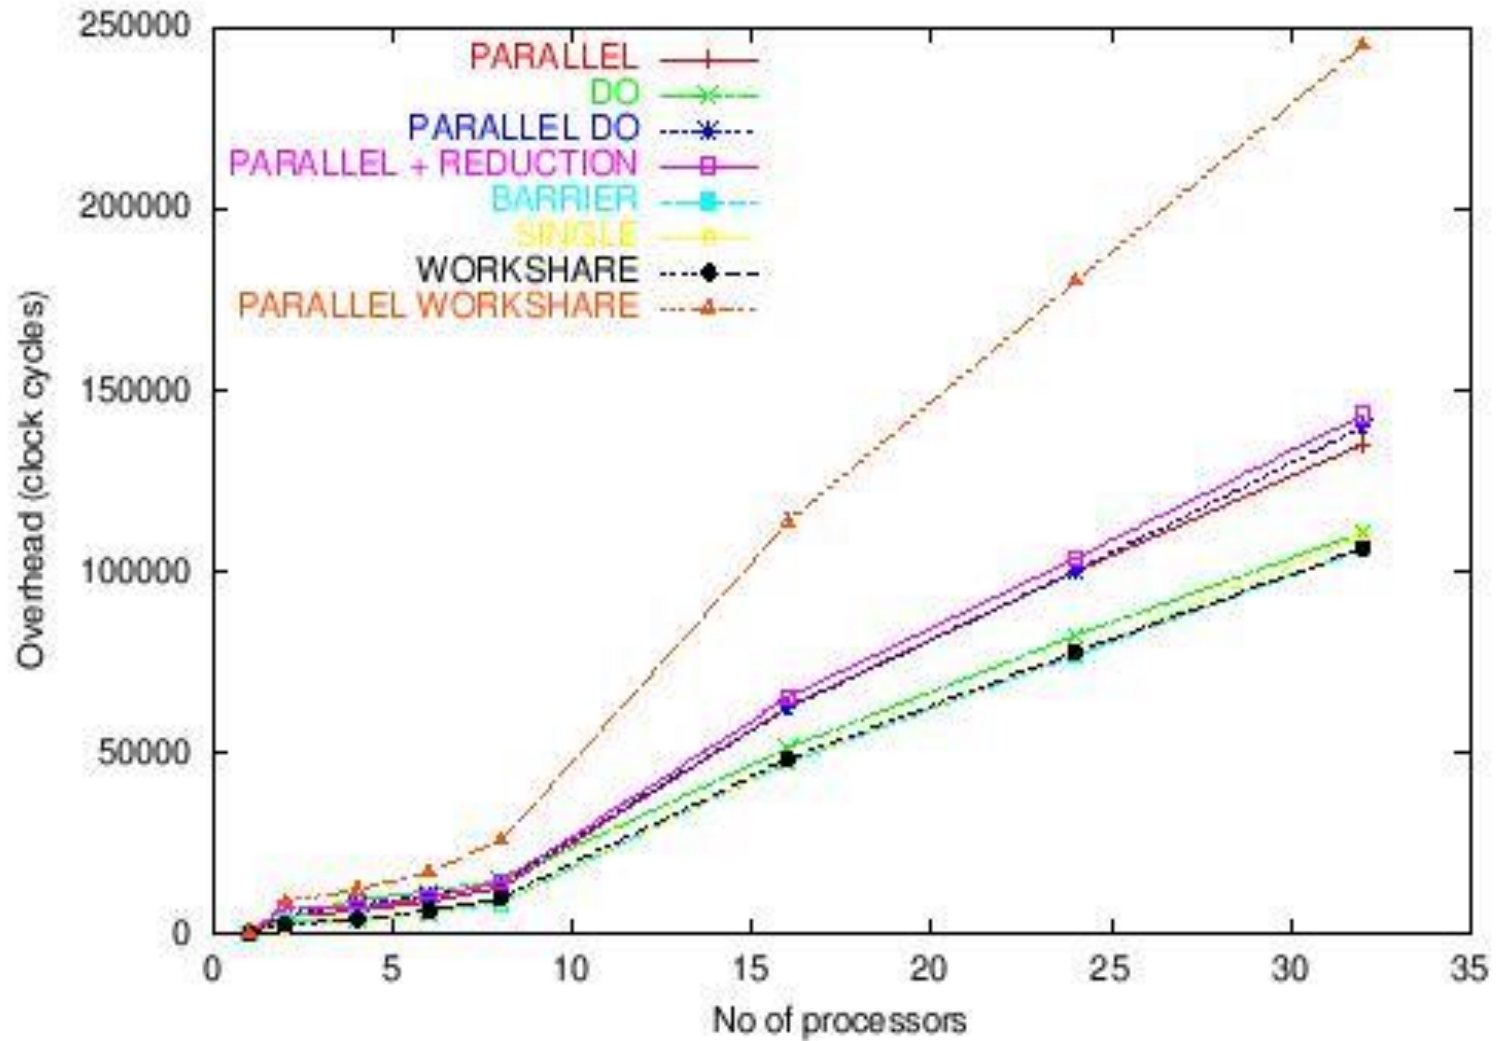 250000
200000
150000
100000
50000
0
Overhead (clock cycles)
PARALLEL
DO
PARALLEL DO
PARALLEL + REDUCTION
BARRIER
SINGLE
WORKSHARE
PARALLEL WORKSHARE
0 5 10 15 20 25 30 35
No of processors